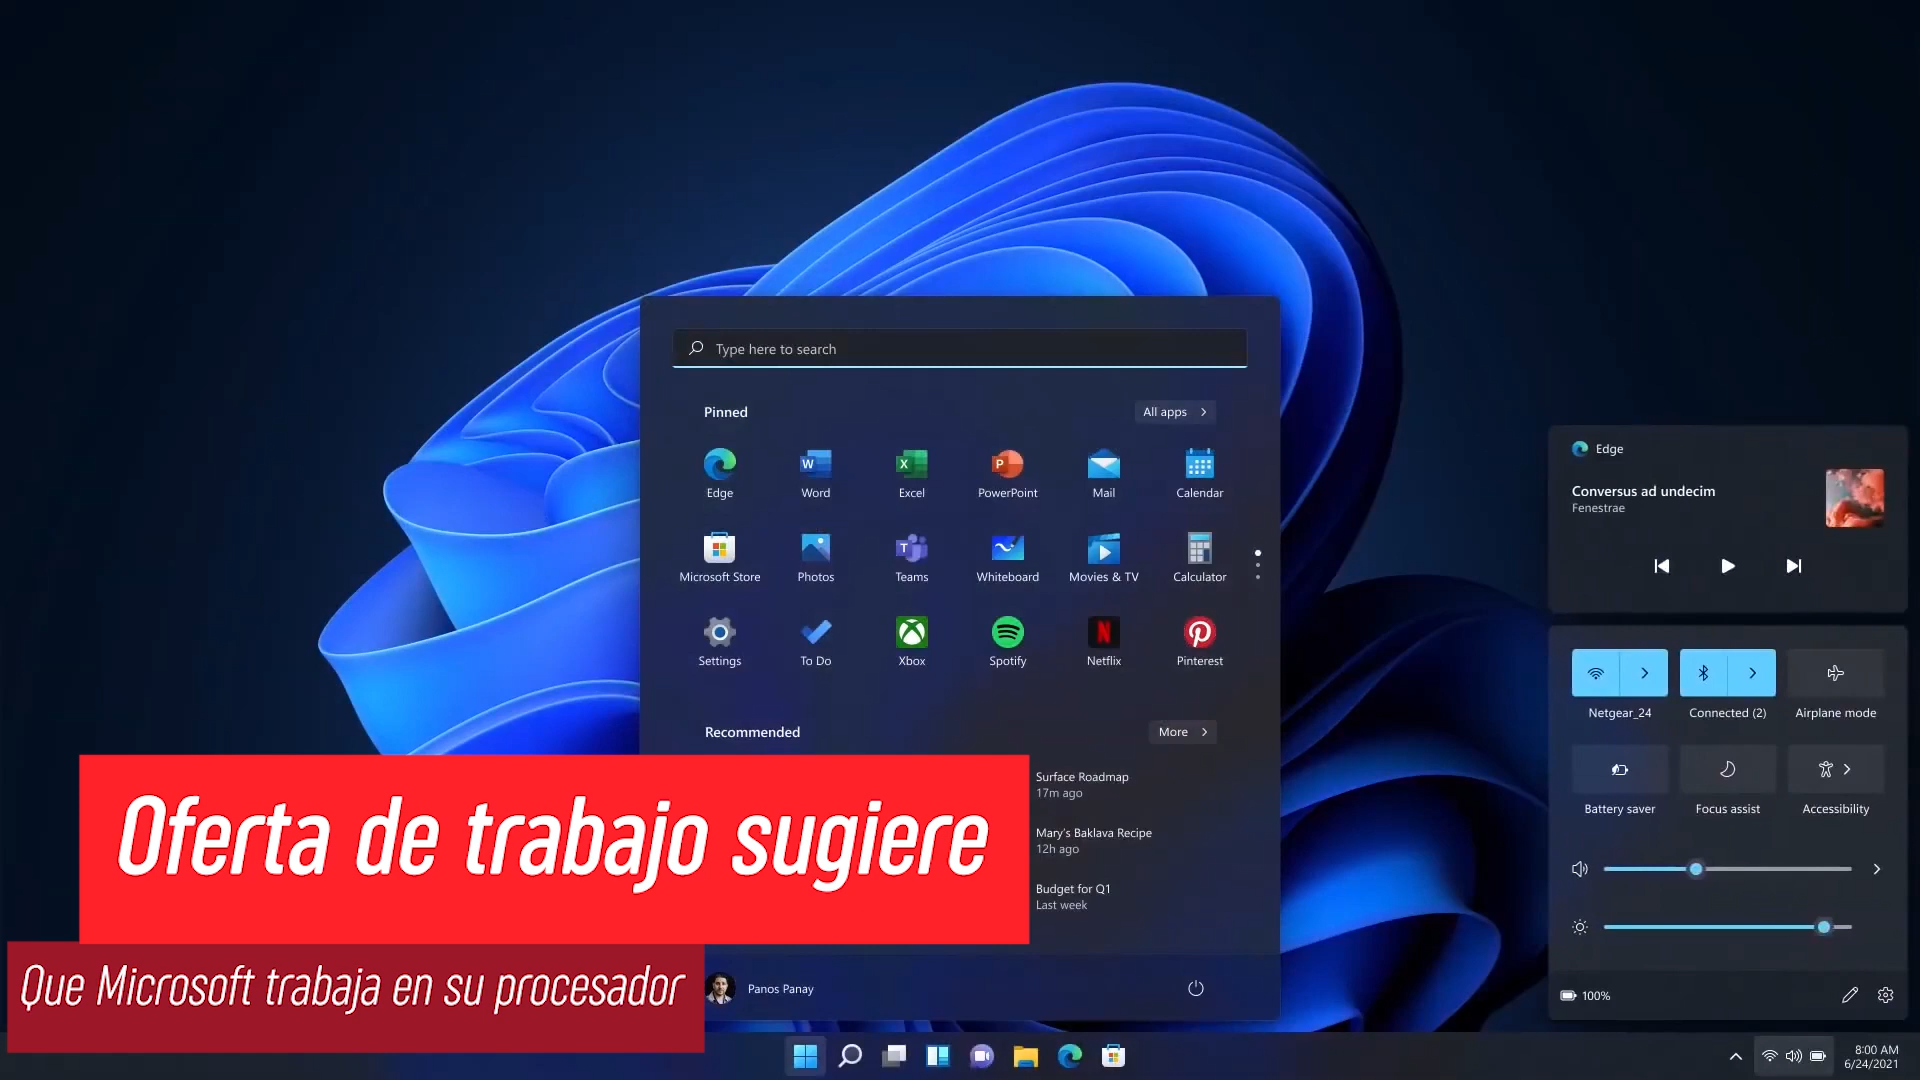 Type here to search
Pinned
All apps
Edge
Word
Excel
PowerPoint
Mail
Calendar
Microsoft Store
Photos
Teams
Whiteboard
Movies & TV
Calculator
Settings
To Do
Xbox
Spotify
Netflix
Pinterest
Recommended
More
Surface Roadmap
17m ago
Mary's Baklava Recipe
12h ago
Budget for Q1
Last week
Oferta de trabajo sugiere
Que Microsoft trabaja en su procesador
Panos Panay
Edge
Conversus ad undecim
Fenestrae
Netgear_24
Connected (2)
Airplane mode
Battery saver
Focus assist
Accessibility
100%
8:00 AM
6/24/2021